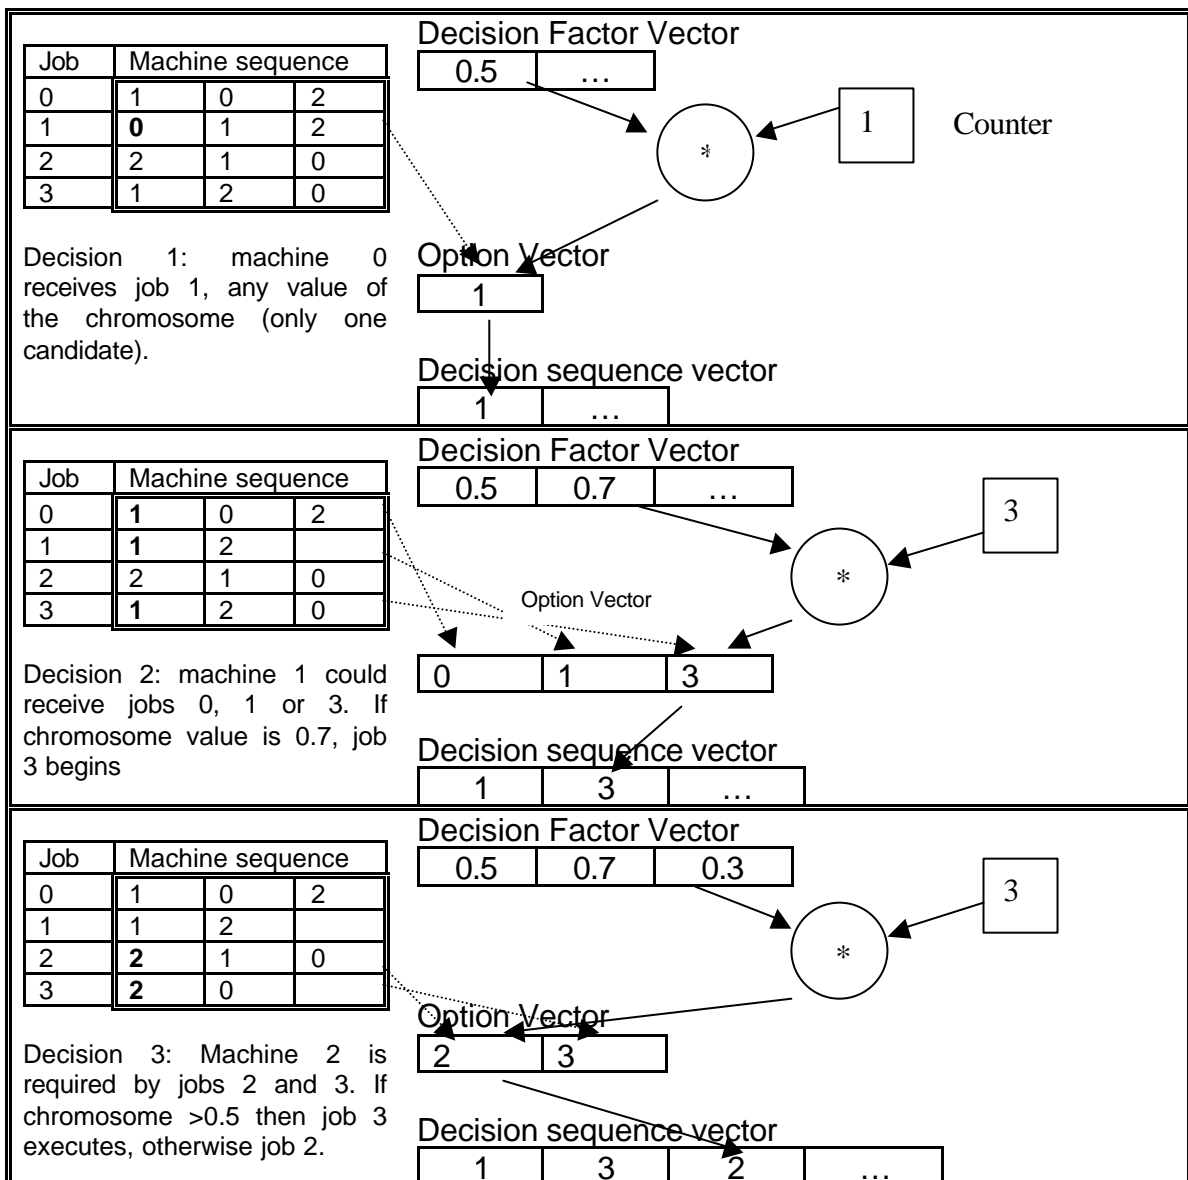 Decision Factor Vector
0.5 …
Job Machine sequence
0 1 0 2
1 0 1 2
2 2 1 0
3 1 2 0
*
1 Counter
Decision 1: machine 0
receives job 1, any value of
the chromosome (only one
candidate).
Option Vector
1
Decision sequence vector
1 …
Decision Factor Vector
0.5 0.7 …
Job Machine sequence
0 1 0 2
1 1 2
2 2 1 0
3 1 2 0
*
3
Option Vector
0 1 3
Decision 2: machine 1 could
receive jobs 0, 1 or 3. If
chromosome value is 0.7, job
3 begins
Decision sequence vector
1 3 …
Decision Factor Vector
0.5 0.7 0.3
Job Machine sequence
0 1 0 2
1 1 2
2 2 1 0
3 2 0
*
3
Option Vector
2 3
Decision 3: Machine 2 is
required by jobs 2 and 3. If
chromosome >0.5 then job 3
executes, otherwise job 2.
Decision sequence vector
1 3 2 …